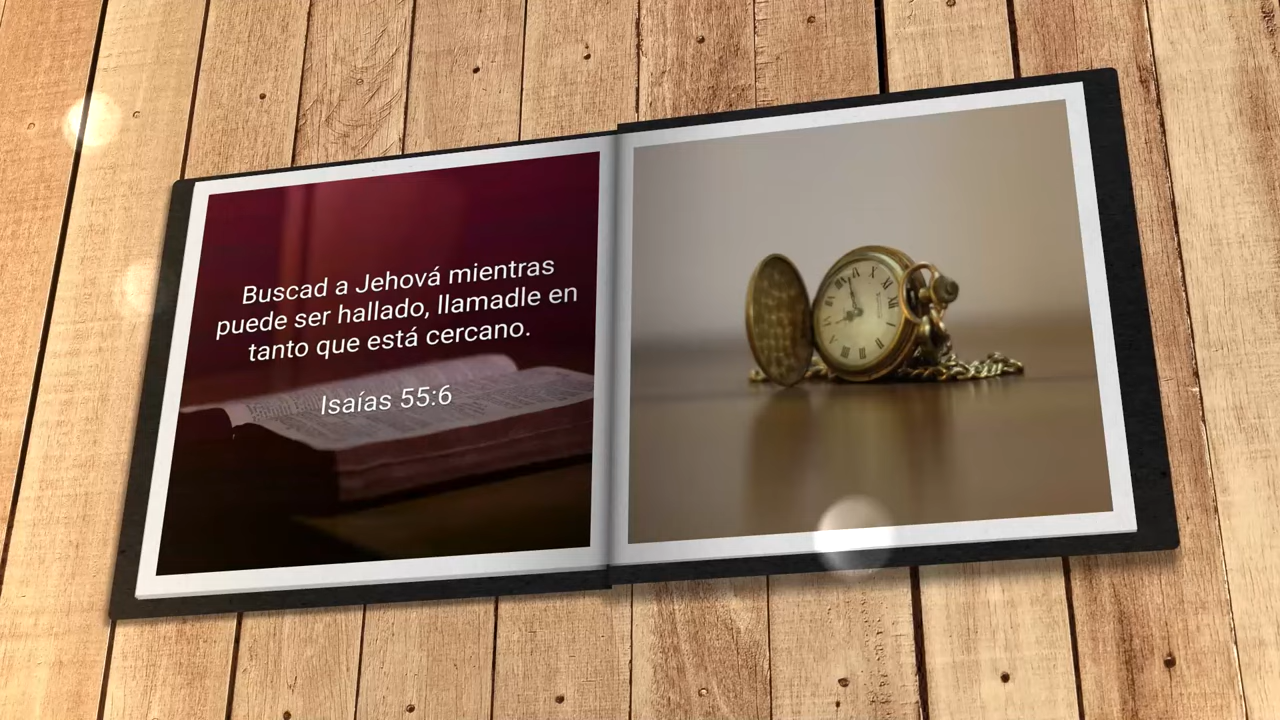 Buscad a Jehová mientras
puede ser hallado, llamadle en
tanto que está cercano.
Isaías 55:6